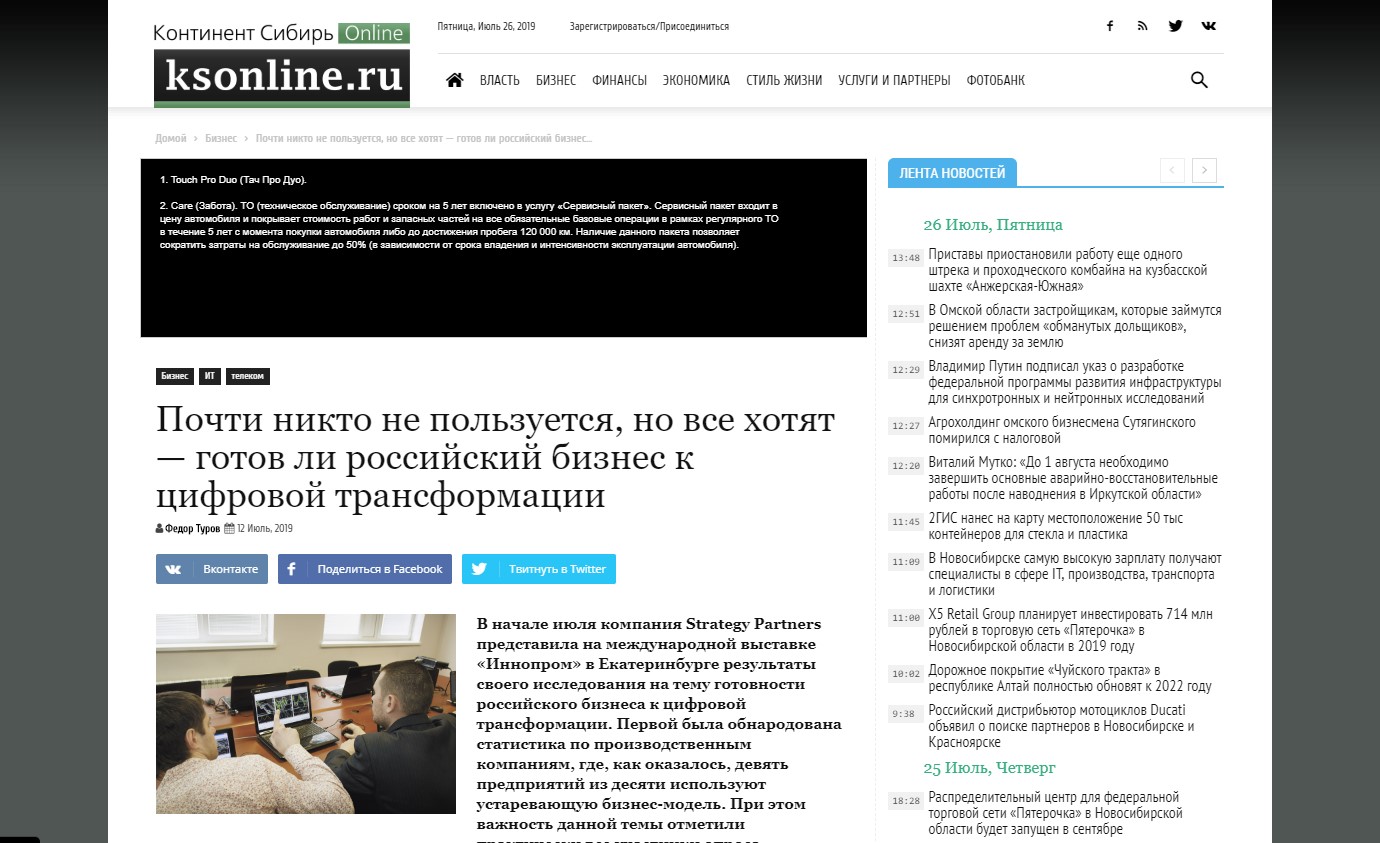 Континент Сибирь Online
ksonline.ru
Пятница, Июль 26, 2019
Зарегистрироваться/Присоединиться
ВЛАСТЬ БИЗНЕС ФИНАНСЫ ЭКОНОМИКА СТИЛЬ ЖИЗНИ УСЛУГИ И ПАРТНЕРЫ ФОТОБАНК
Домой › Бизнес › Почти никто не пользуется, но все хотят — готов ли российский бизнес...
1. Touch Pro Duo (Тач Про Дуо).
2. Care (Забота). ТО (техническое обслуживание) сроком на 5 лет включено в услугу «Сервисный пакет». Сервисный пакет входит в
цену автомобиля и покрывает стоимость работ и запасных частей на все обязательные базовые операции в рамках регулярного ТО
в течение 5 лет с момента покупки автомобиля либо до достижения пробега 120 000 км. Наличие данного пакета позволяет
сократить затраты на обслуживание до 50% (в зависимости от срока владения и интенсивности эксплуатации автомобиля).
Бизнес ИТ телеком
Почти никто не пользуется, но все хотят
— готов ли российский бизнес к
цифровой трансформации
Федор Туров 12 Июль, 2019
Вконтакте
Поделиться в Facebook
Твитнуть в Twitter
В начале июля компания Strategy Partners
представила на международной выставке
«Иннопром» в Екатеринбурге результаты
своего исследования на тему готовности
российского бизнеса к цифровой
трансформации. Первой была обнародована
статистика по производственным
компаниям, где, как оказалось, девять
предприятий из десяти используют
устаревающую бизнес-модель. При этом
важность данной темы отметили
ЛЕНТА НОВОСТЕЙ
26 Июль, Пятница
13:48 Приставы приостановили работу еще одного
штрека и проходческого комбайна на кузбасской
шахте «Анжерская-Южная»
12:51 В Омской области застройщикам, которые займутся
решением проблем «обманутых дольщиков»,
снизят аренду за землю
12:29 Владимир Путин подписал указ о разработке
федеральной программы развития инфраструктуры
для синхротронных и нейтронных исследований
12:27 Агрохолдинг омского бизнесмена Сутягинского
помирился с налоговой
12:20 Виталий Мутко: «До 1 августа необходимо
завершить основные аварийно-восстановительные
работы после наводнения в Иркутской области»
11:45 2ГИС нанес на карту местоположение 50 тыс
контейнеров для стекла и пластика
11:09 В Новосибирске самую высокую зарплату получают
специалисты в сфере IT, производства, транспорта
и логистики
11:00 X5 Retail Group планирует инвестировать 714 млн
рублей в торговую сеть «Пятерочка» в
Новосибирской области в 2019 году
10:02 Дорожное покрытие «Чуйского тракта» в
республике Алтай полностью обновят к 2022 году
9:38 Российский дистрибьютор мотоциклов Ducati
объявил о поиске партнеров в Новосибирске и
Красноярске
25 Июль, Четверг
18:28 Распределительный центр для федеральной
торговой сети «Пятерочка» в Новосибирской
области будет запущен в сентябре